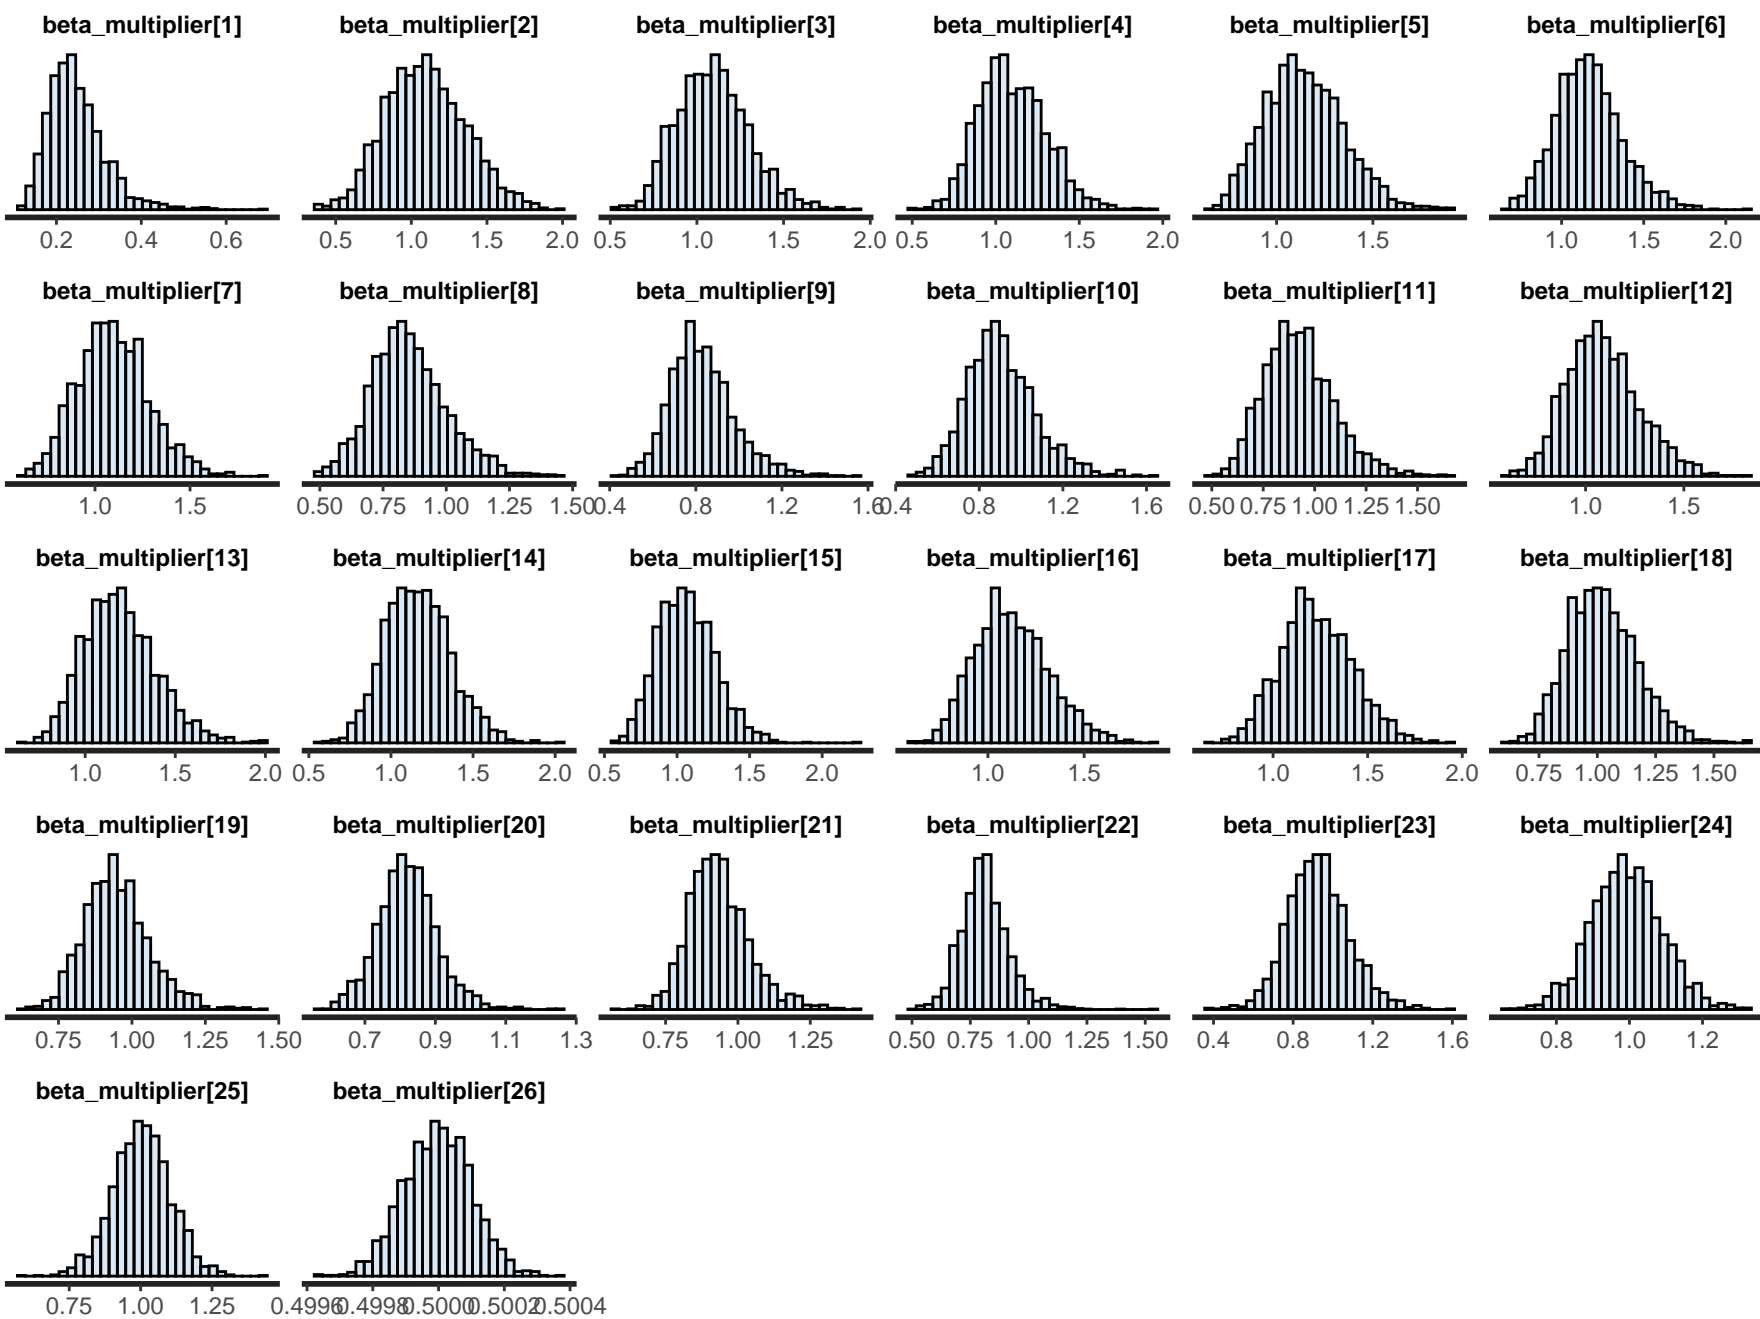 beta_multiplier[1] beta_multiplier[2] beta_multiplier[3] beta_multiplier[4] beta_multiplier[5] beta_multiplier[6]
0.2 0.4 0.6 0.5 1.0 1.5 2.0 0.5 1.0 1.5 2.0 0.5 1.0 1.5 2.0 1.0 1.5 1.0 1.5 2.0
beta_multiplier[7] beta_multiplier[8] beta_multiplier[9] beta_multiplier[10] beta_multiplier[11] beta_multiplier[12]
1.0 1.5 0.50 0.75 1.00 1.25 1.50 0.4 0.8 1.2 1.6 0.4 0.8 1.2 1.6 0.50 0.75 1.00 1.25 1.50 1.0 1.5
beta_multiplier[13] beta_multiplier[14] beta_multiplier[15] beta_multiplier[16] beta_multiplier[17] beta_multiplier[18]
1.0 1.5 2.0 0.5 1.0 1.5 2.0 0.5 1.0 1.5 2.0 1.0 1.5 1.0 1.5 2.0 0.75 1.00 1.25 1.50
beta_multiplier[19] beta_multiplier[20] beta_multiplier[21] beta_multiplier[22] beta_multiplier[23] beta_multiplier[24]
0.75 1.00 1.25 1.50 0.7 0.9 1.1 1.3 0.75 1.00 1.25 0.50 0.75 1.00 1.25 1.50 0.4 0.8 1.2 1.6 0.8 1.0 1.2
beta_multiplier[25] beta_multiplier[26]
0.75 1.00 1.25 0.4996 0.4998 0.5000 0.5002 0.5004